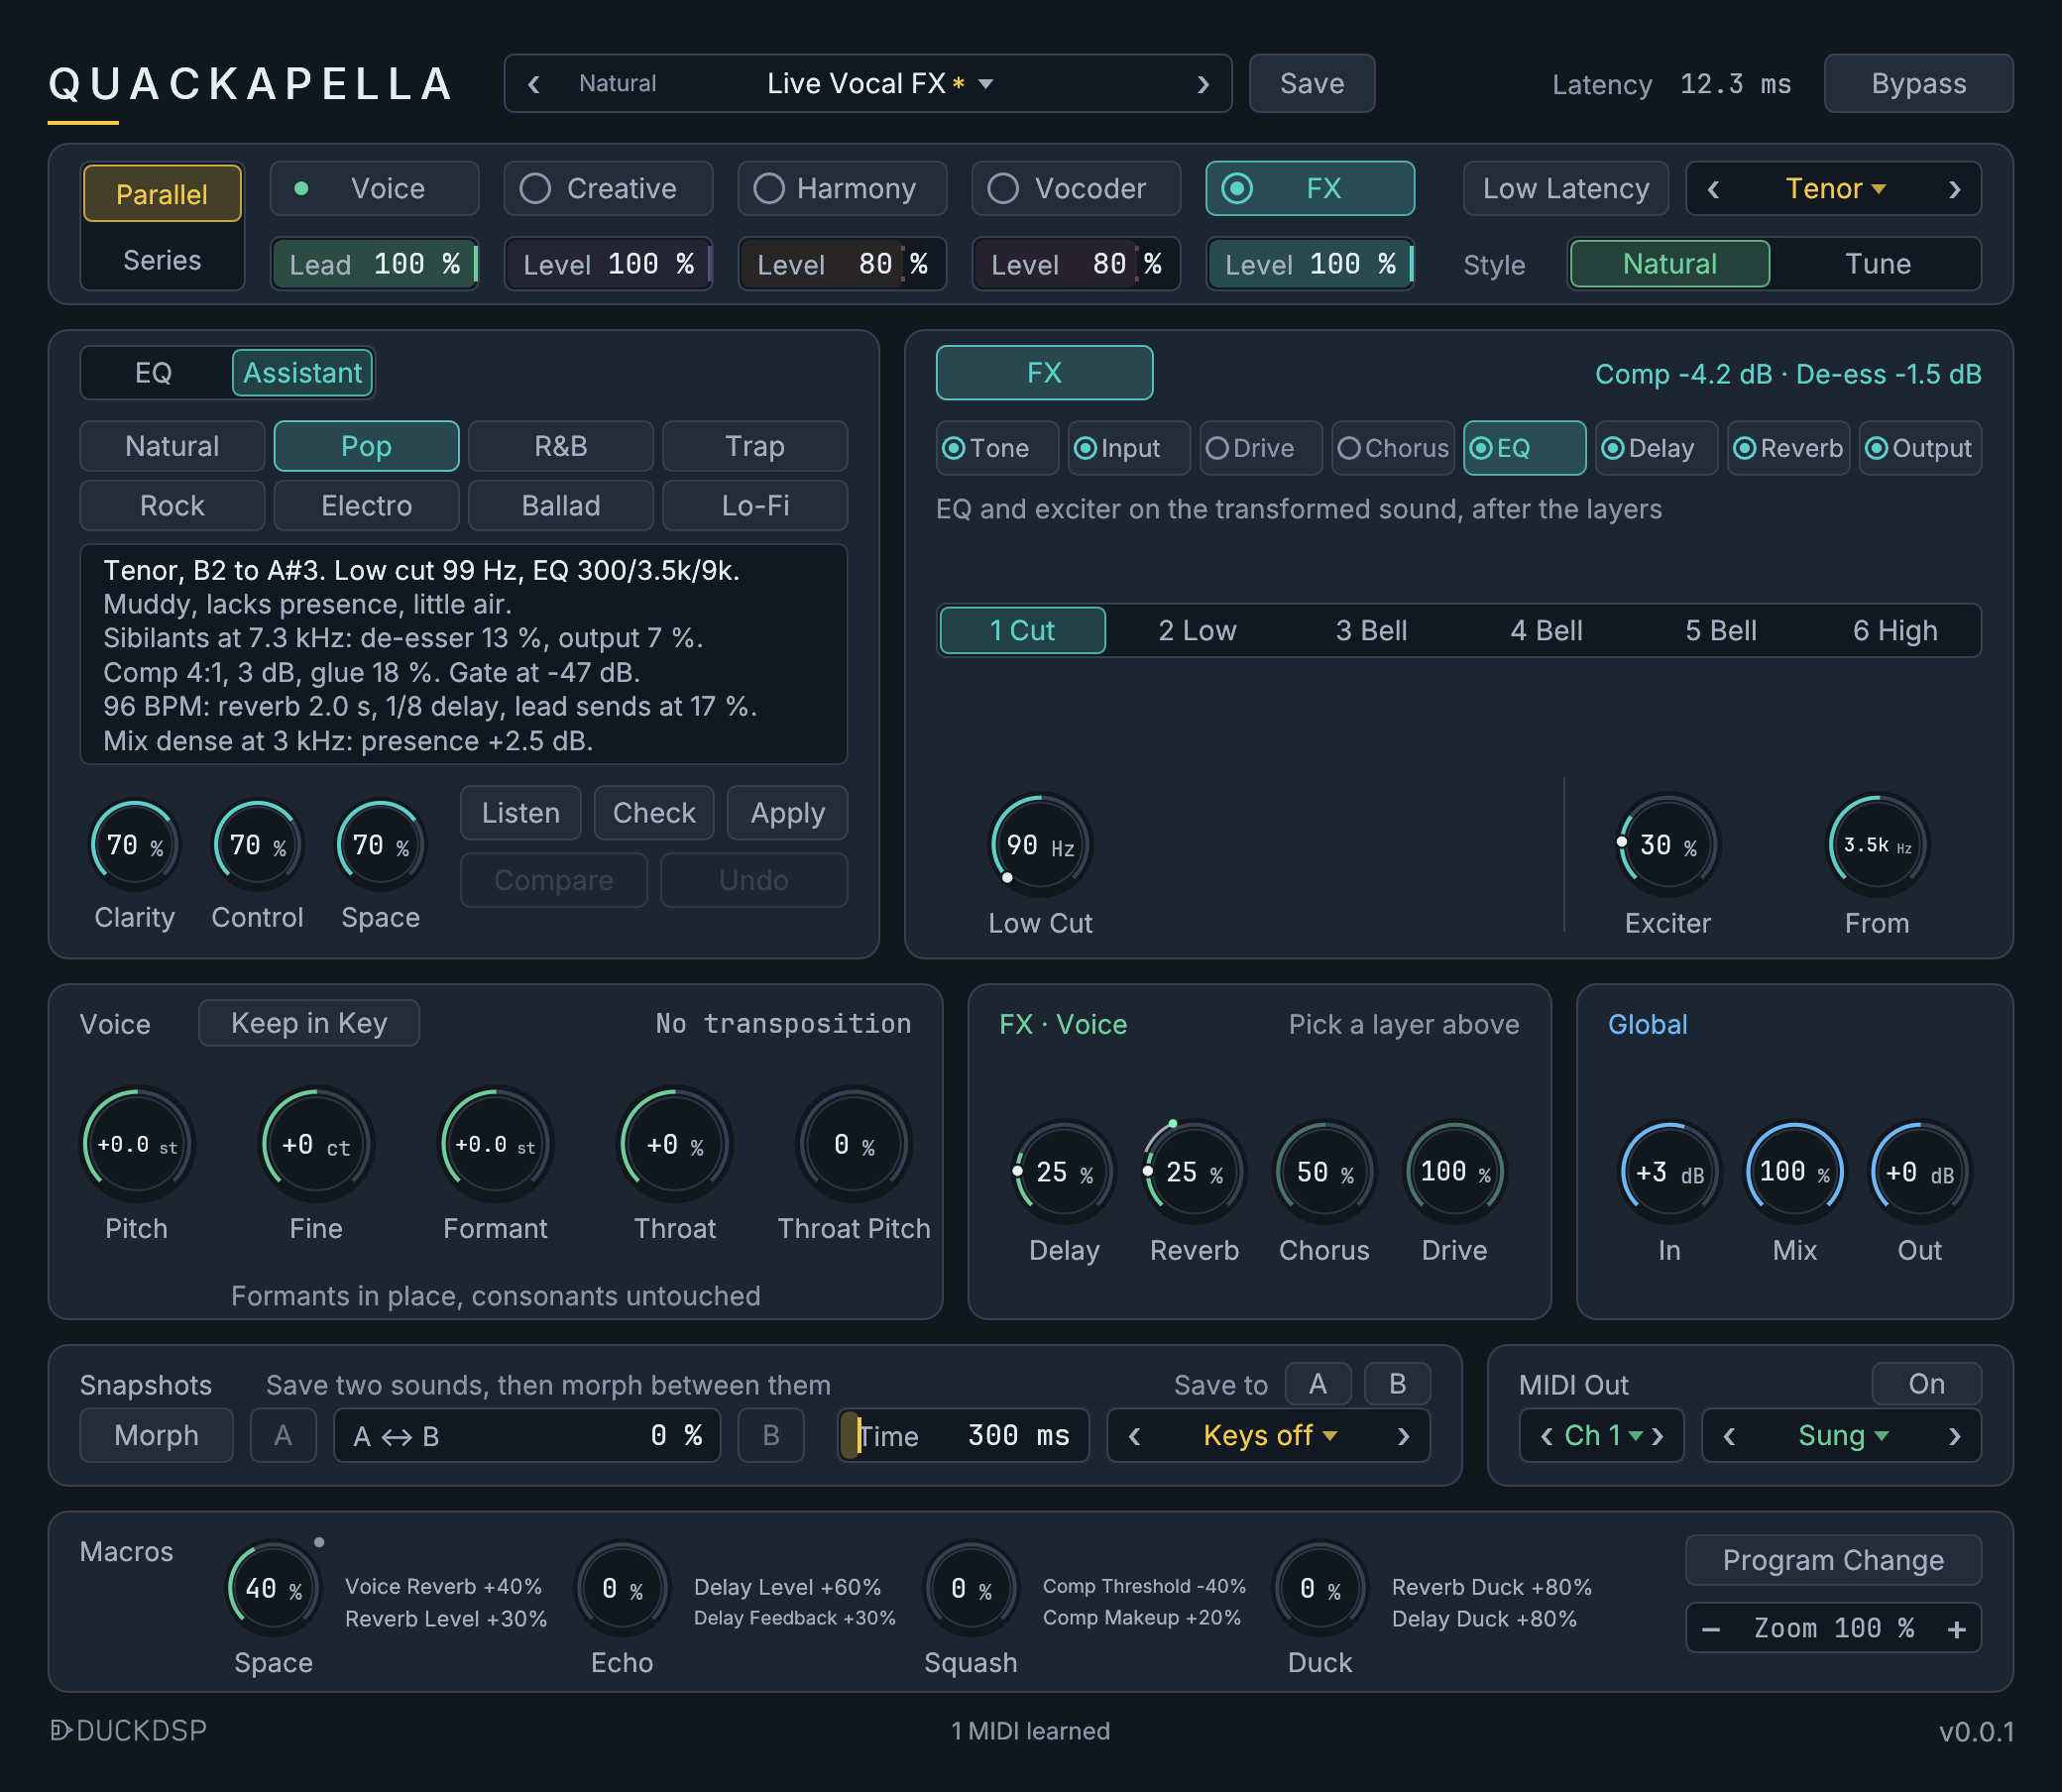 QUACKAPELLA
‹ Natural Live Vocal FX * ›
Save
Latency 12.3 ms
Bypass
Parallel
Series
Voice
Creative
Harmony
Vocoder
FX
Low Latency
‹ Tenor ›
Lead 100 %
Level 100 %
Level 80 %
Level 80 %
Level 100 %
Style
Natural
Tune
EQ
Assistant
Natural
Pop
R&B
Trap
Rock
Electro
Ballad
Lo-Fi
Tenor, B2 to A#3. Low cut 99 Hz, EQ 300/3.5k/9k.
Muddy, lacks presence, little air.
Sibilants at 7.3 kHz: de-esser 13 %, output 7 %.
Comp 4:1, 3 dB, glue 18 %. Gate at -47 dB.
96 BPM: reverb 2.0 s, 1/8 delay, lead sends at 17 %.
Mix dense at 3 kHz: presence +2.5 dB.
70 %
70 %
70 %
Clarity
Control
Space
Listen
Check
Apply
Compare
Undo
FX
Comp -4.2 dB · De-ess -1.5 dB
Tone
Input
Drive
Chorus
EQ
Delay
Reverb
Output
EQ and exciter on the transformed sound, after the layers
1 Cut
2 Low
3 Bell
4 Bell
5 Bell
6 High
90 Hz
Low Cut
30 %
Exciter
3.5k Hz
From
Voice
Keep in Key
No transposition
+0.0 st
+0 ct
+0.0 st
+0 %
0 %
Pitch
Fine
Formant
Throat
Throat Pitch
Formants in place, consonants untouched
FX · Voice
Pick a layer above
25 %
25 %
50 %
100 %
Delay
Reverb
Chorus
Drive
Global
+3 dB
100 %
+0 dB
In
Mix
Out
Snapshots
Save two sounds, then morph between them
Save to
A
B
Morph
A
A ↔ B 0 %
B
Time 300 ms
‹ Keys off ›
MIDI Out
On
‹ Ch 1 ›
‹ Sung ›
Macros
40 %
Space
Voice Reverb +40%
Reverb Level +30%
0 %
Echo
Delay Level +60%
Delay Feedback +30%
0 %
Squash
Comp Threshold -40%
Comp Makeup +20%
0 %
Duck
Reverb Duck +80%
Delay Duck +80%
Program Change
− Zoom 100 % +
DUCKDSP
1 MIDI learned
v0.0.1